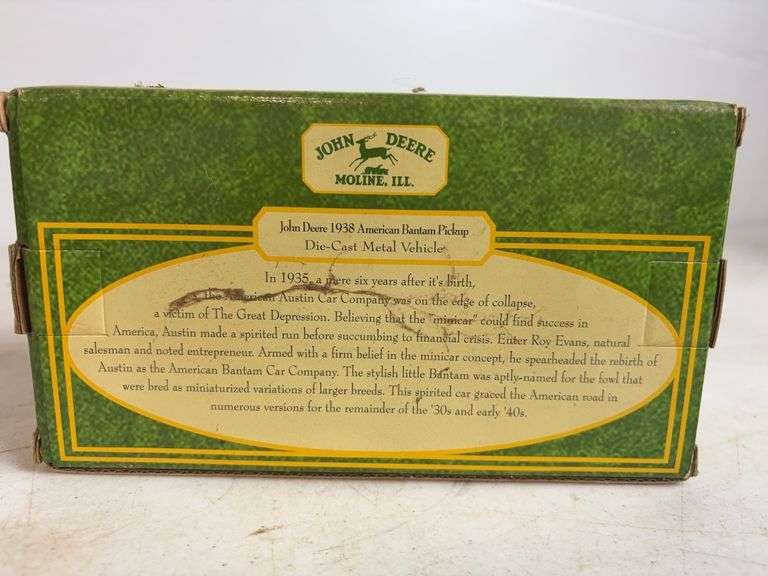 JOHN DEERE
MOLINE, ILL.
John Deere 1938 American Bantam Pickup
Die-Cast Metal Vehicle
In 1935, a mere six years after it's birth,
the American Austin Car Company was on the edge of collapse,
a victim of The Great Depression. Believing that the "minicar" could find success in
America, Austin made a spirited run before succumbing to financial crisis. Enter Roy Evans, natural
salesman and noted entrepreneur. Armed with a firm belief in the minicar concept, he spearheaded the rebirth of
Austin as the American Bantam Car Company. The stylish little Bantam was aptly-named for the fowl that
were bred as miniaturized variations of larger breeds. This spirited car graced the American road in
numerous versions for the remainder of the '30s and early '40s.